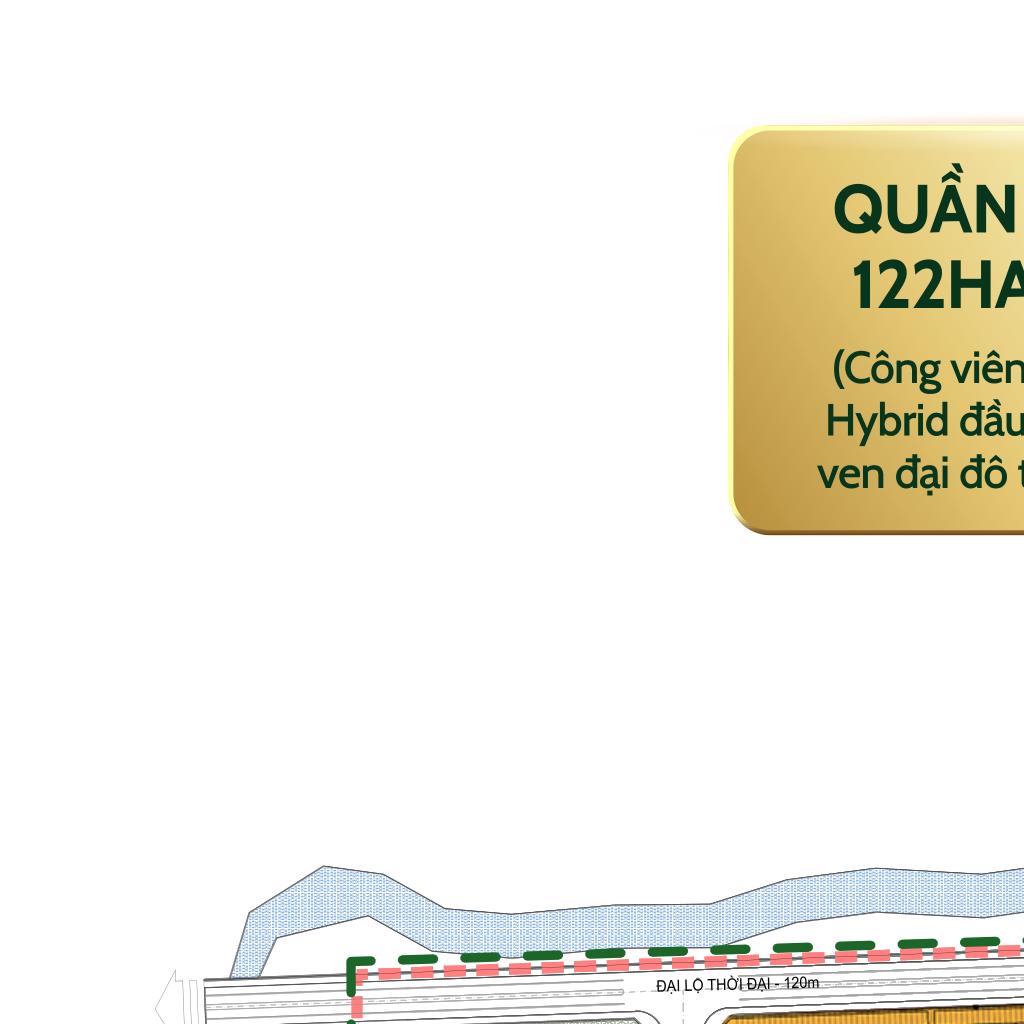 QUẦN
122HA
(Công viên
Hybrid đầu
ven đại đô
ĐẠI LỘ THỜI ĐẠI - 120m